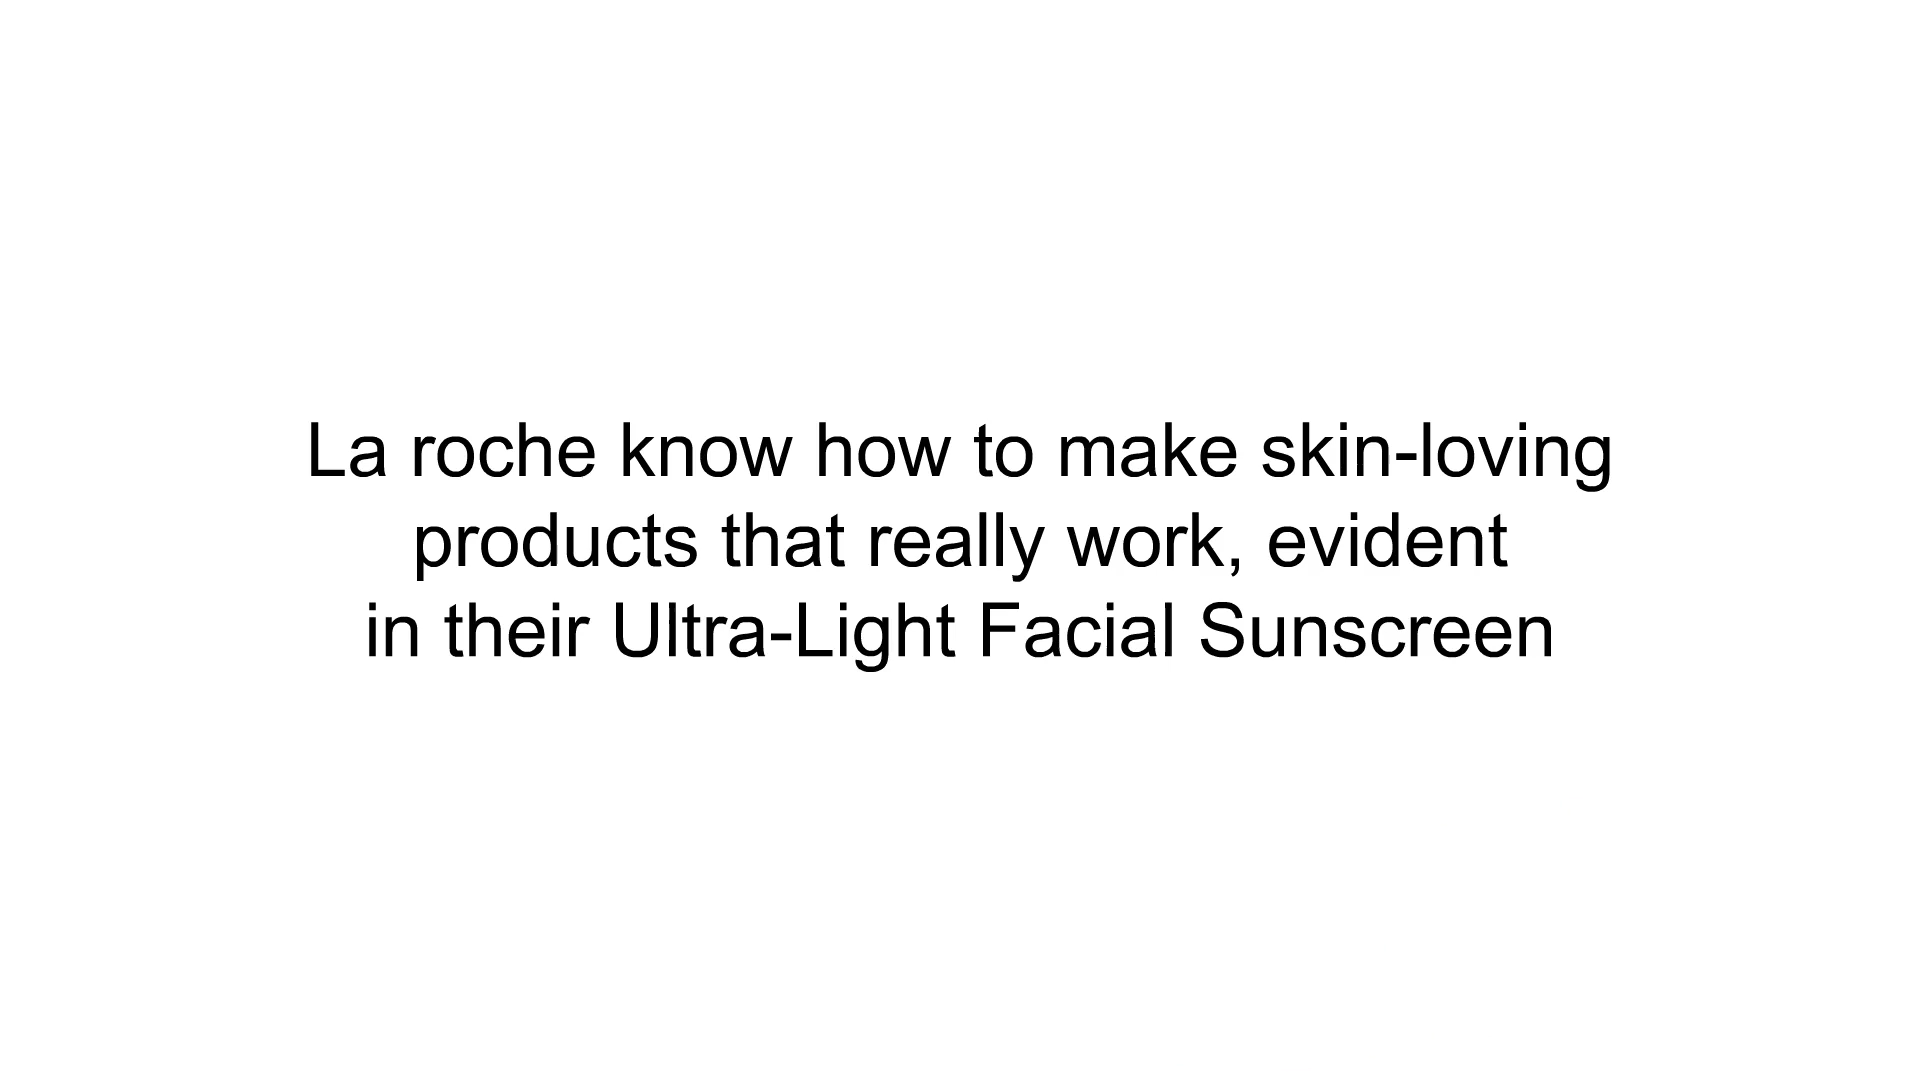 La roche know how to make skin-loving
products that really work, evident
in their Ultra-Light Facial Sunscreen